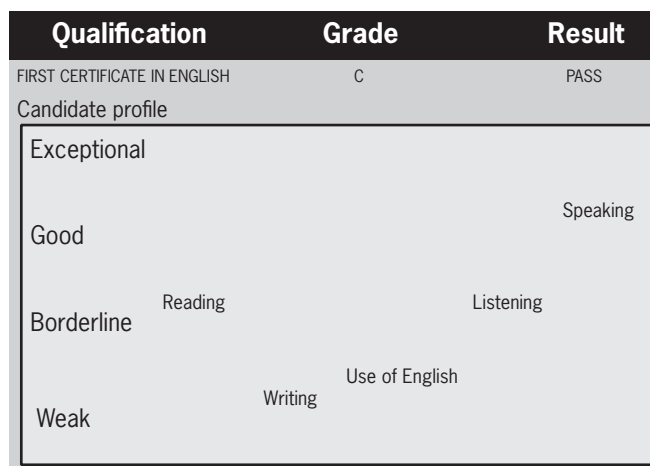 Qualification Grade Result
FIRST CERTIFICATE IN ENGLISH C PASS
Candidate profile
Exceptional
Speaking
Good
Reading Listening
Borderline
Use of English
Writing
Weak